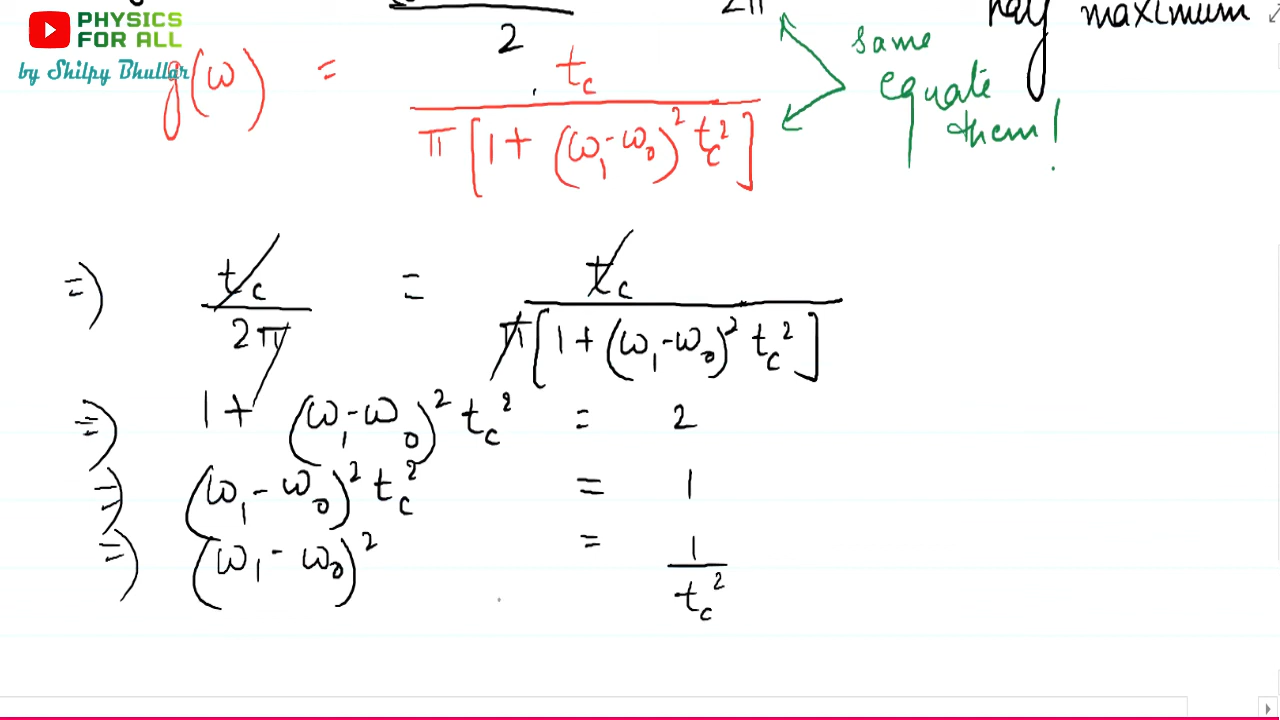 PHYSICS
FOR ALL
by Shilpy Bhullar
2
2π
half maximum
g(ω) = t_c / π[1 + (ω₁-ω₀)² t_c²]
same
equate
them!
=> t_c / 2π = t_c / π[1 + (ω₁-ω₀)² t_c²]
=> 1 + (ω₁-ω₀)² t_c² = 2
=> (ω₁-ω₀)² t_c² = 1
=> (ω₁-ω₀)² = 1 / t_c²